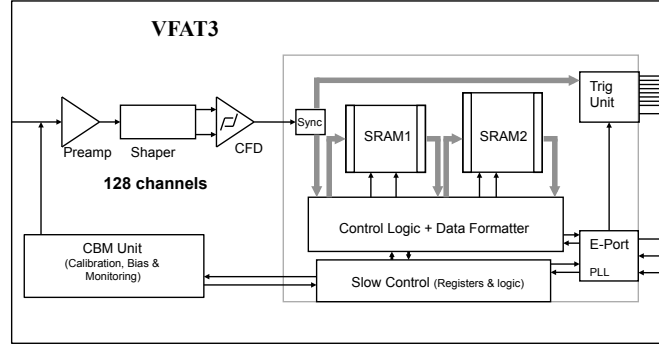 VFAT3
Trig
Unit
Sync
SRAM1
SRAM2
Preamp
Shaper
CFD
128 channels
Control Logic + Data Formatter
CBM Unit
(Calibration, Bias &
Monitoring)
E-Port
PLL
Slow Control (Registers & logic)